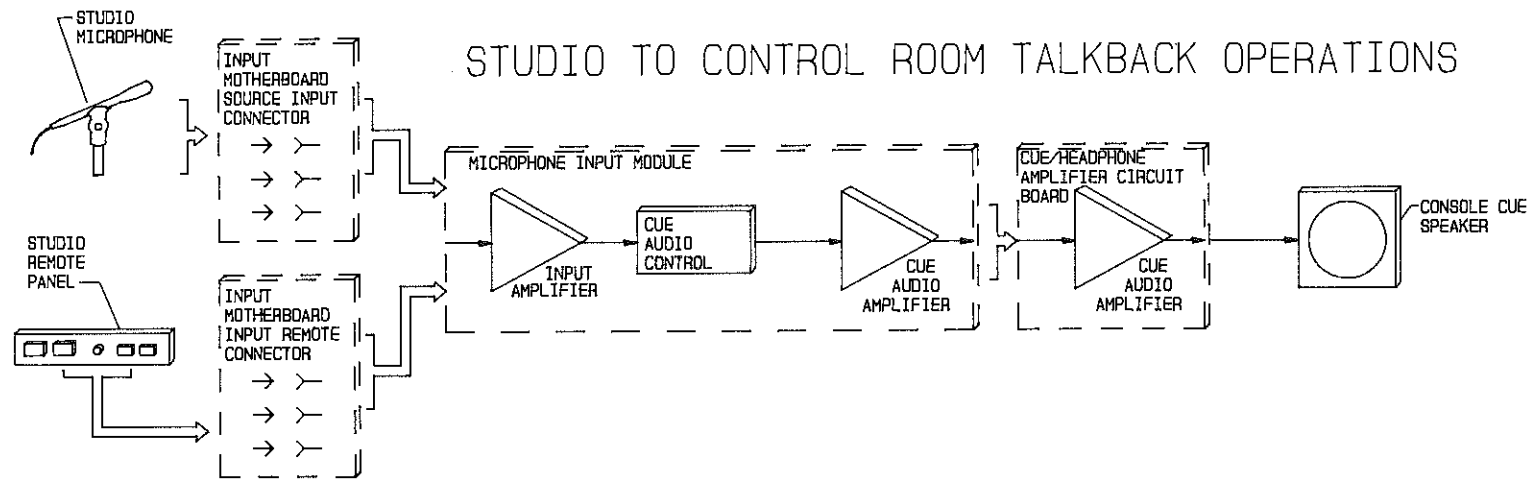 STUDIO TO CONTROL ROOM TALKBACK OPERATIONS
STUDIO
MICROPHONE
INPUT
MOTHERBOARD
SOURCE INPUT
CONNECTOR
STUDIO
REMOTE
PANEL
INPUT
MOTHERBOARD
INPUT REMOTE
CONNECTOR
MICROPHONE INPUT MODULE
INPUT
AMPLIFIER
CUE
AUDIO
CONTROL
CUE
AUDIO
AMPLIFIER
CUE/HEADPHONE
AMPLIFIER CIRCUIT
BOARD
CUE
AUDIO
AMPLIFIER
CONSOLE CUE
SPEAKER